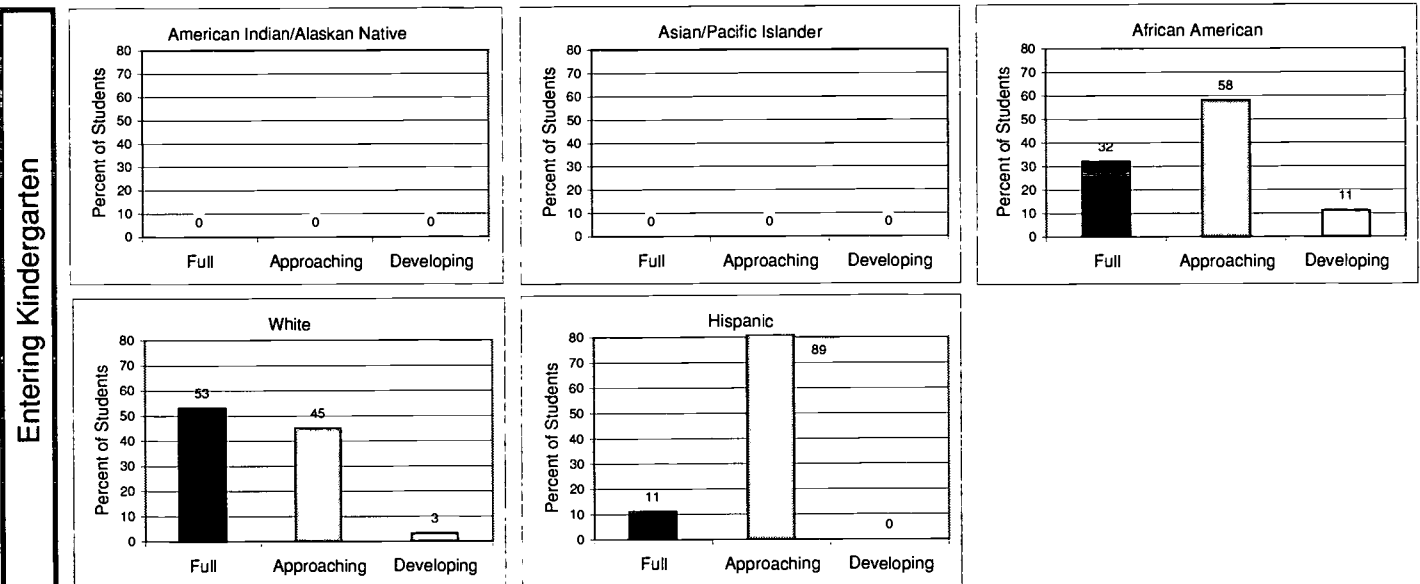 Entering Kindergarten
American Indian/Alaskan Native
Percent of Students
80
70
60
50
40
30
20
10
0
0 0 0
Full Approaching Developing
Asian/Pacific Islander
Percent of Students
80
70
60
50
40
30
20
10
0
0 0 0
Full Approaching Developing
African American
Percent of Students
80
70
60
50
40
30
20
10
0
32 58 11
Full Approaching Developing
White
Percent of Students
80
70
60
50
40
30
20
10
0
53 45 3
Full Approaching Developing
Hispanic
Percent of Students
80
70
60
50
40
30
20
10
0
11 89 0
Full Approaching Developing